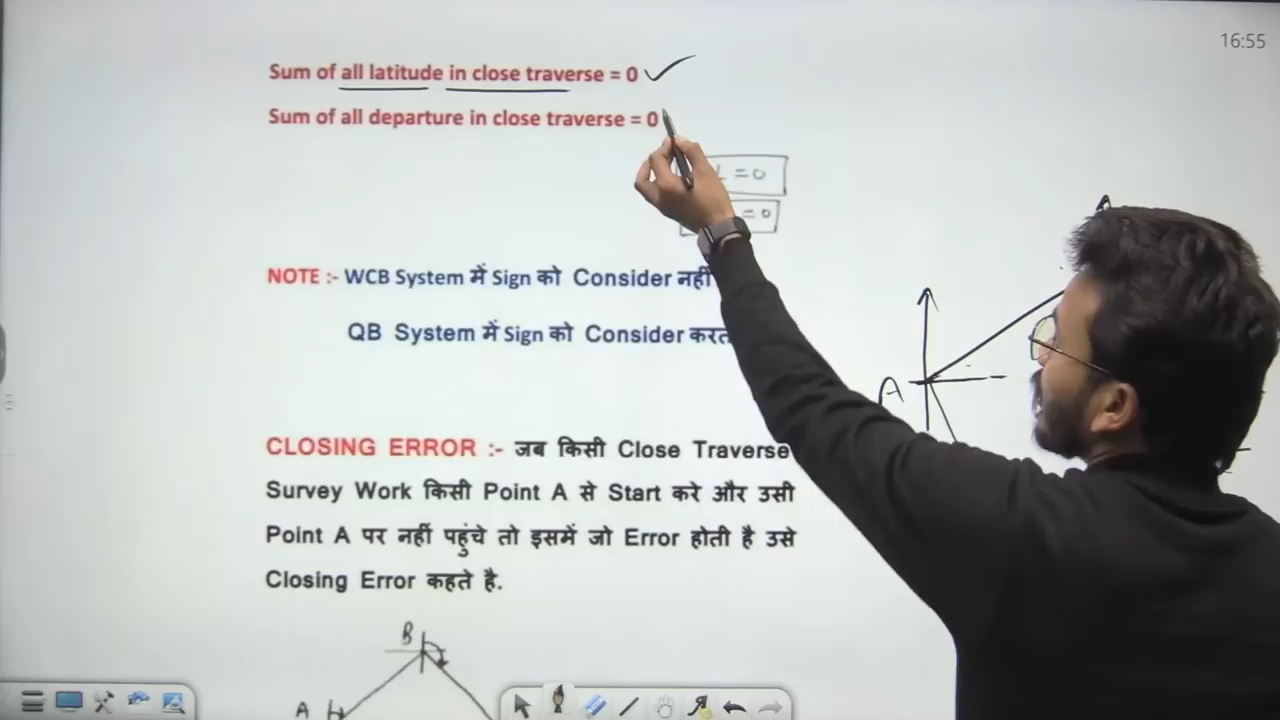 16:55
Sum of all latitude in close traverse = 0
Sum of all departure in close traverse = 0
L = 0
= 0
NOTE :- WCB System में Sign को Consider नहीं
QB System में Sign को Consider
A
CLOSING ERROR :- जब किसी Close Traverse
Survey Work किसी Point A से Start करे और उसी
Point A पर नहीं पहुंचे तो इसमें जो Error होती है उसे
Closing Error कहते है.
B
A